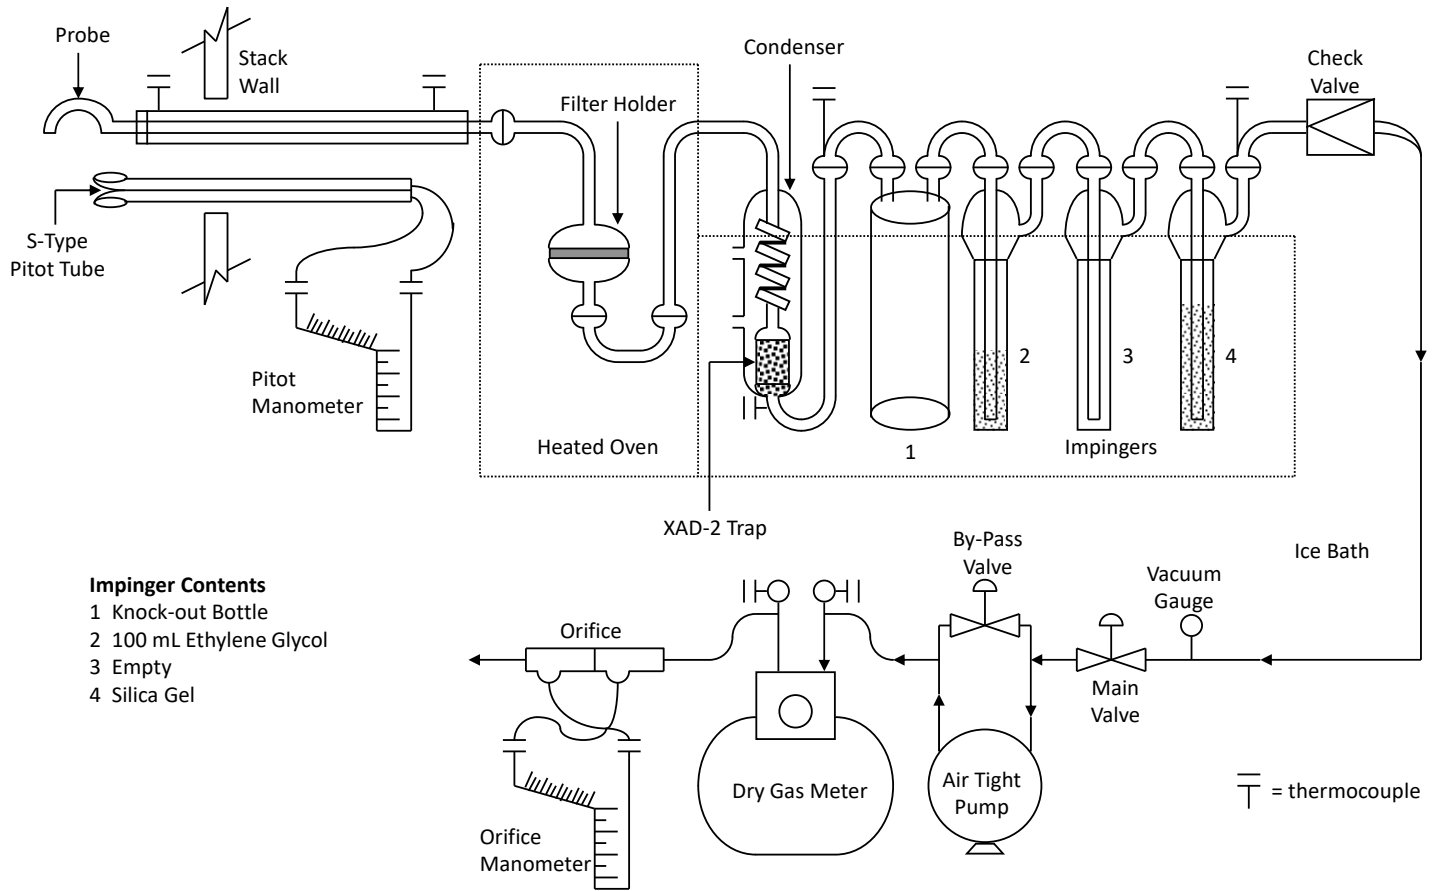 Probe
Stack
Wall
Condenser
Check
Valve
Filter Holder
S-Type
Pitot Tube
Pitot
Manometer
Heated Oven
1
2
3
4
Impingers
XAD-2 Trap
Ice Bath
Impinger Contents
1 Knock-out Bottle
2 100 mL Ethylene Glycol
3 Empty
4 Silica Gel
By-Pass
Valve
Vacuum
Gauge
Orifice
Main
Valve
Dry Gas Meter
Air Tight
Pump
= thermocouple
Orifice
Manometer